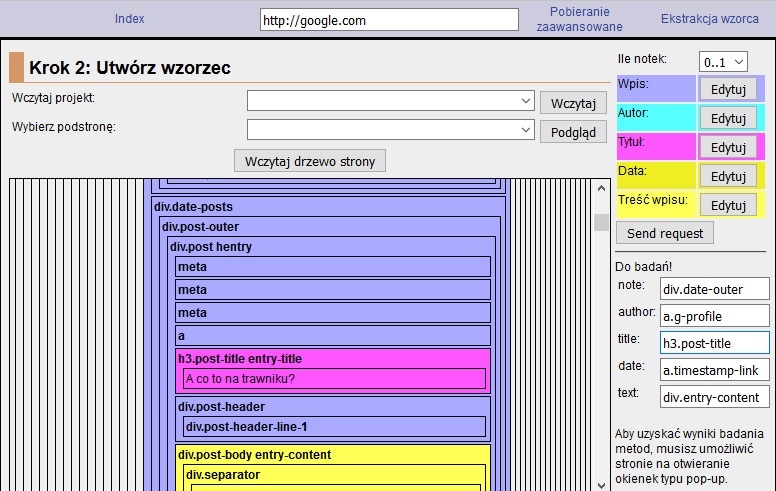 Index
http://google.com
Pobieranie
zaawansowane
Ekstrakcja wzorca
Krok 2: Utwórz wzorzec
Wczytaj projekt:
Wczytaj
Wybierz podstronę:
Podgląd
Wczytaj drzewo strony
div.date-posts
div.post-outer
div.post hentry
meta
meta
meta
a
h3.post-title entry-title
A co to na trawniku?
div.post-header
div.post-header-line-1
div.post-body entry-content
div.separator
Ile notek: 0..1
Wpis: Edytuj
Autor: Edytuj
Tytuł: Edytuj
Data: Edytuj
Treść wpisu: Edytuj
Send request
Do badań!
note: div.date-outer
author: a.g-profile
title: h3.post-title
date: a.timestamp-link
text: div.entry-content
Aby uzyskać wyniki badania
metod, musisz umożliwić
stronie na otwieranie
okienek typu pop-up.